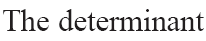 The determinant